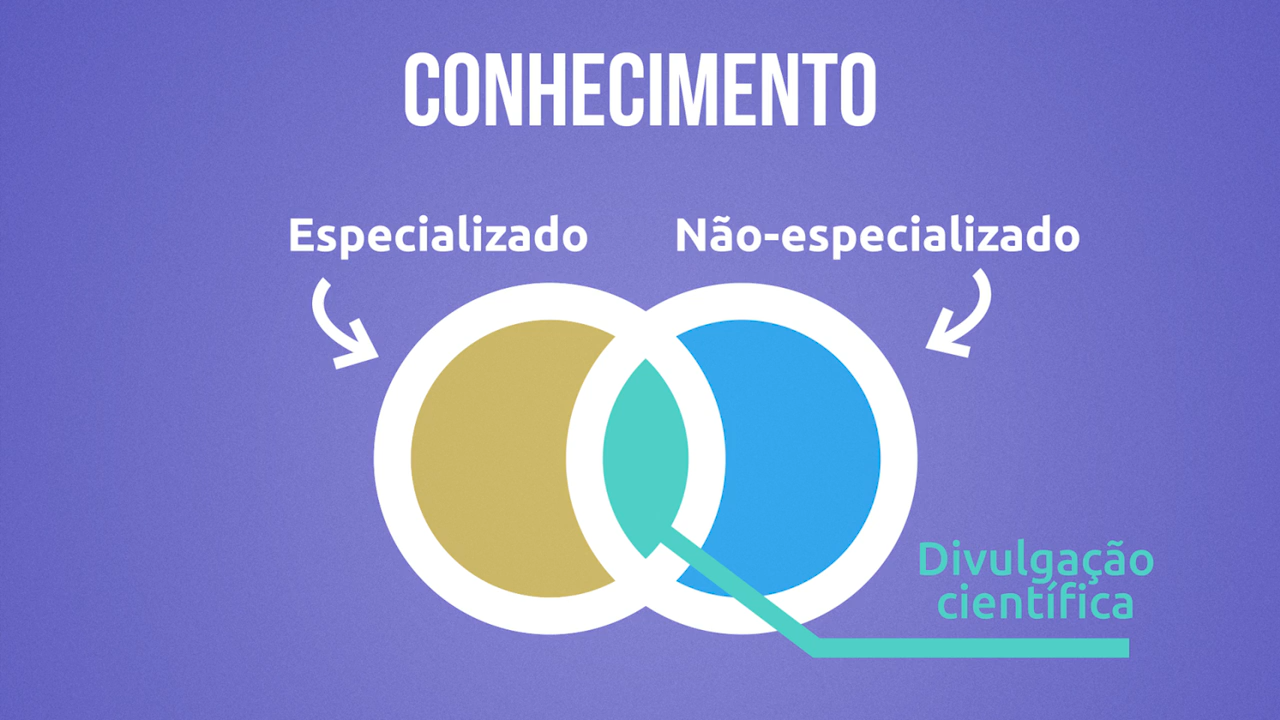 CONHECIMENTO
Especializado
Não-especializado
Divulgação
científica